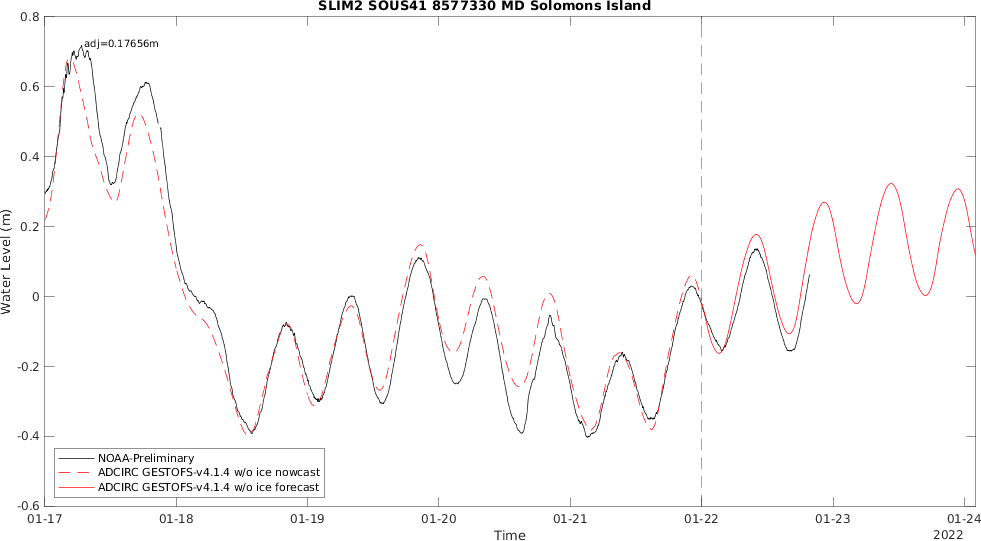 SLIM2 SOUS41 8577330 MD Solomons Island
adj=0.17656m
0.8
0.6
0.4
0.2
0
-0.2
-0.4
-0.6
Water Level (m)
NOAA-Preliminary
ADCIRC GESTOFS-v4.1.4 w/o ice nowcast
ADCIRC GESTOFS-v4.1.4 w/o ice forecast
01-17 01-18 01-19 01-20 01-21 01-22 01-23 01-24
Time
2022